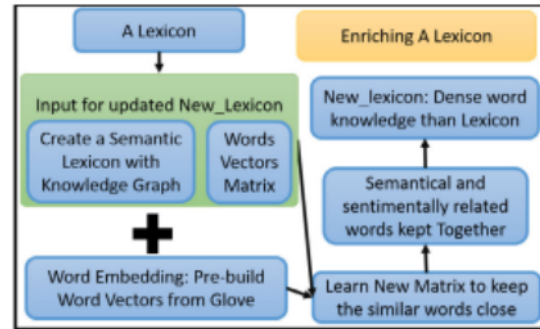 A Lexicon
Enriching A Lexicon
Input for updated New_Lexicon
Create a Semantic
Lexicon with
Knowledge Graph
Words
Vectors
Matrix
New_lexicon: Dense word
knowledge than Lexicon
Semantical and
sentimentally related
words kept Together
Word Embedding: Pre-build
Word Vectors from Glove
Learn New Matrix to keep
the similar words close